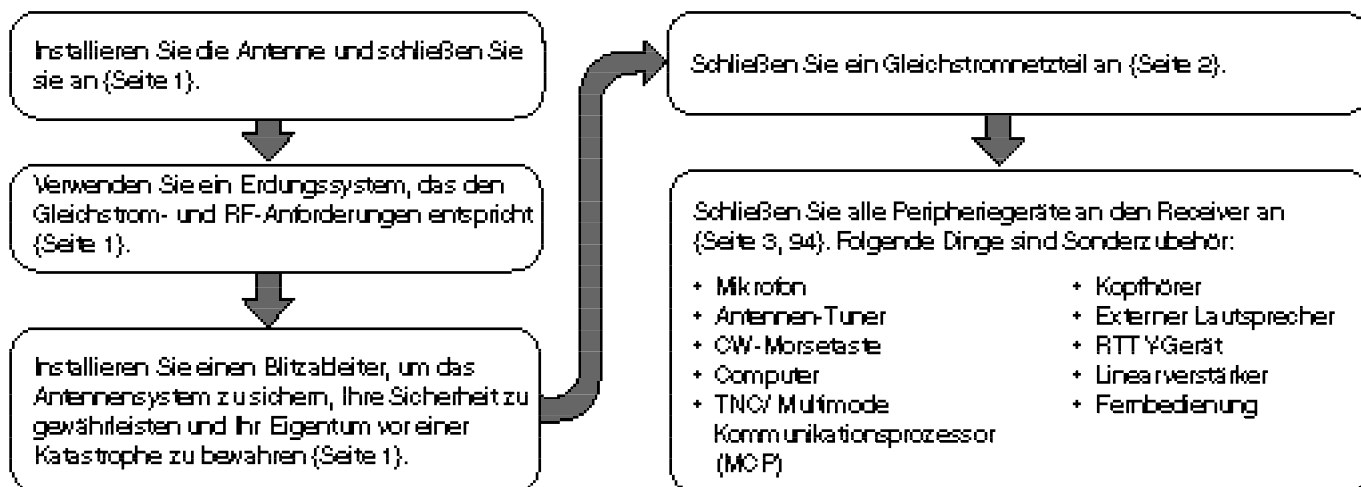 Installieren Sie die Antenne und schließen Sie
sie an {Seite 1}.
Verwenden Sie ein Erdungssystem, das den
Gleichstrom- und RF-Anforderungen entspricht
{Seite 1}.
Installieren Sie einen Blitzableiter, um das
Antennensystem zu sichern, Ihre Sicherheit zu
gewährleisten und Ihr Eigentum vor einer
Katastrophe zu bewahren {Seite 1}.
Schließen Sie ein Gleichstromnetzteil an {Seite 2}.
Schließen Sie alle Peripheriegeräte an den Receiver an
{Seite 3, 94}. Folgende Dinge sind Sonderzubehör:
+ Mikrofon
+ Antennen-Tuner
+ CW-Morsetaste
+ Computer
+ TNC/ Multimode
Kommunikationsprozessor
(MCP)
+ Kopfhörer
+ Externer Lautsprecher
+ RTTY-Gerät
+ Linearverstärker
+ Fernbedienung